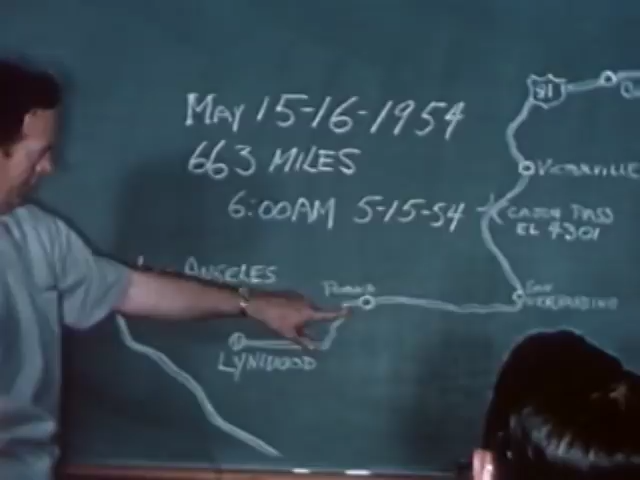 91
MAY 15-16-1954
663 MILES
VICTORVILLE
6:00AM 5-15-54
CAJON PASS
EL 4301
ANGELES
SAN
BERNARDINO
LYNWOOD